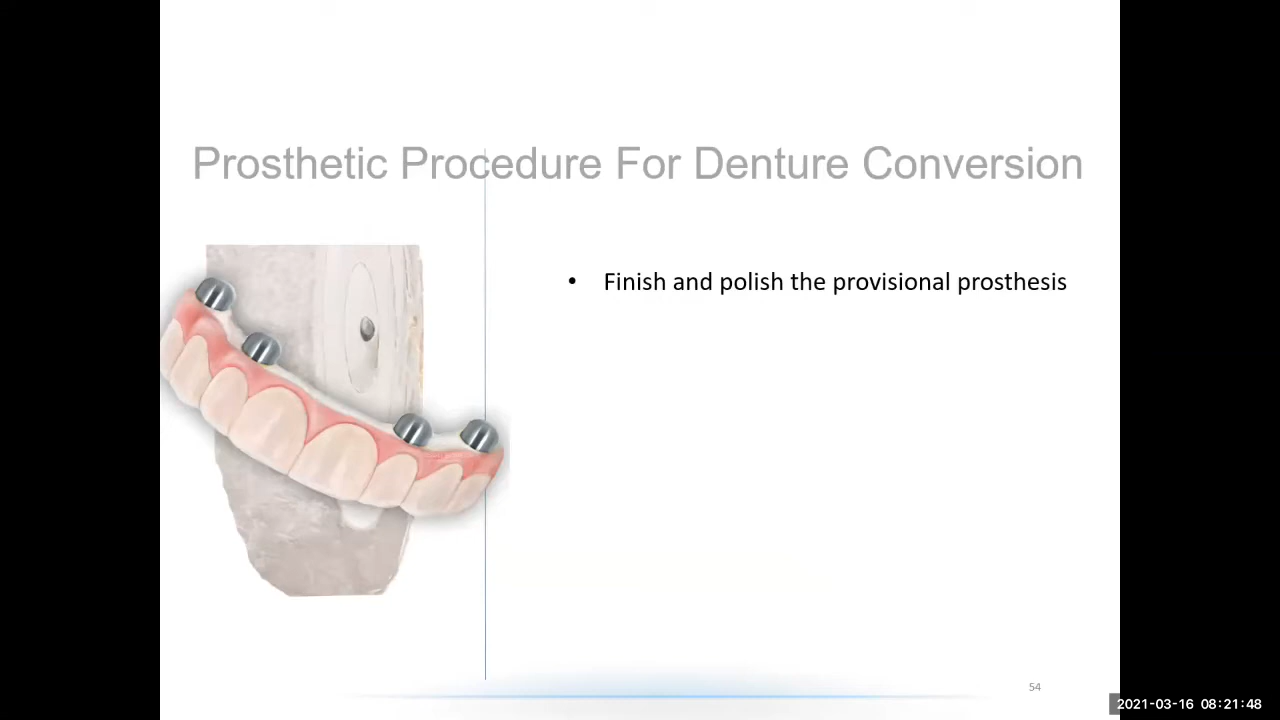 Prosthetic Procedure For Denture Conversion
• Finish and polish the provisional prosthesis
54
2021-03-16 08:21:48